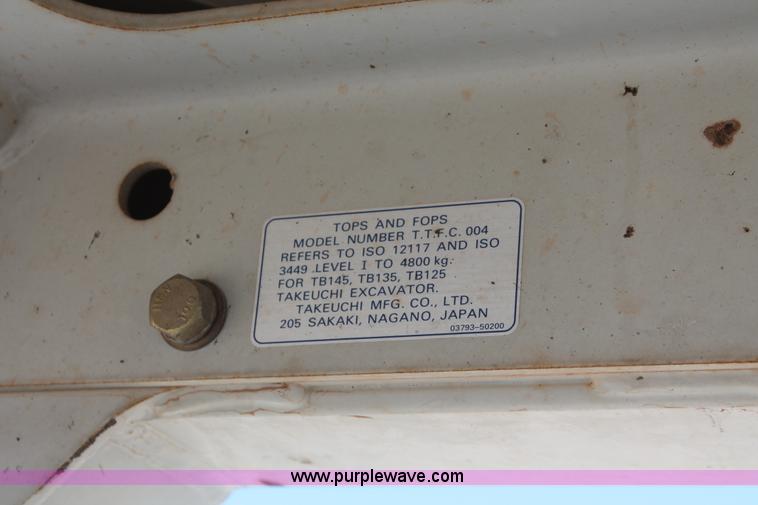 TOPS AND FOPS
MODEL NUMBER T.T.F.C. 004
REFERS TO ISO 12117 AND ISO
3449 .LEVEL I TO 4800 kg.
FOR TB145, TB135, TB125
TAKEUCHI EXCAVATOR.
TAKEUCHI MFG. CO., LTD.
205 SAKAKI, NAGANO, JAPAN
03793-50200
www.purplewave.com